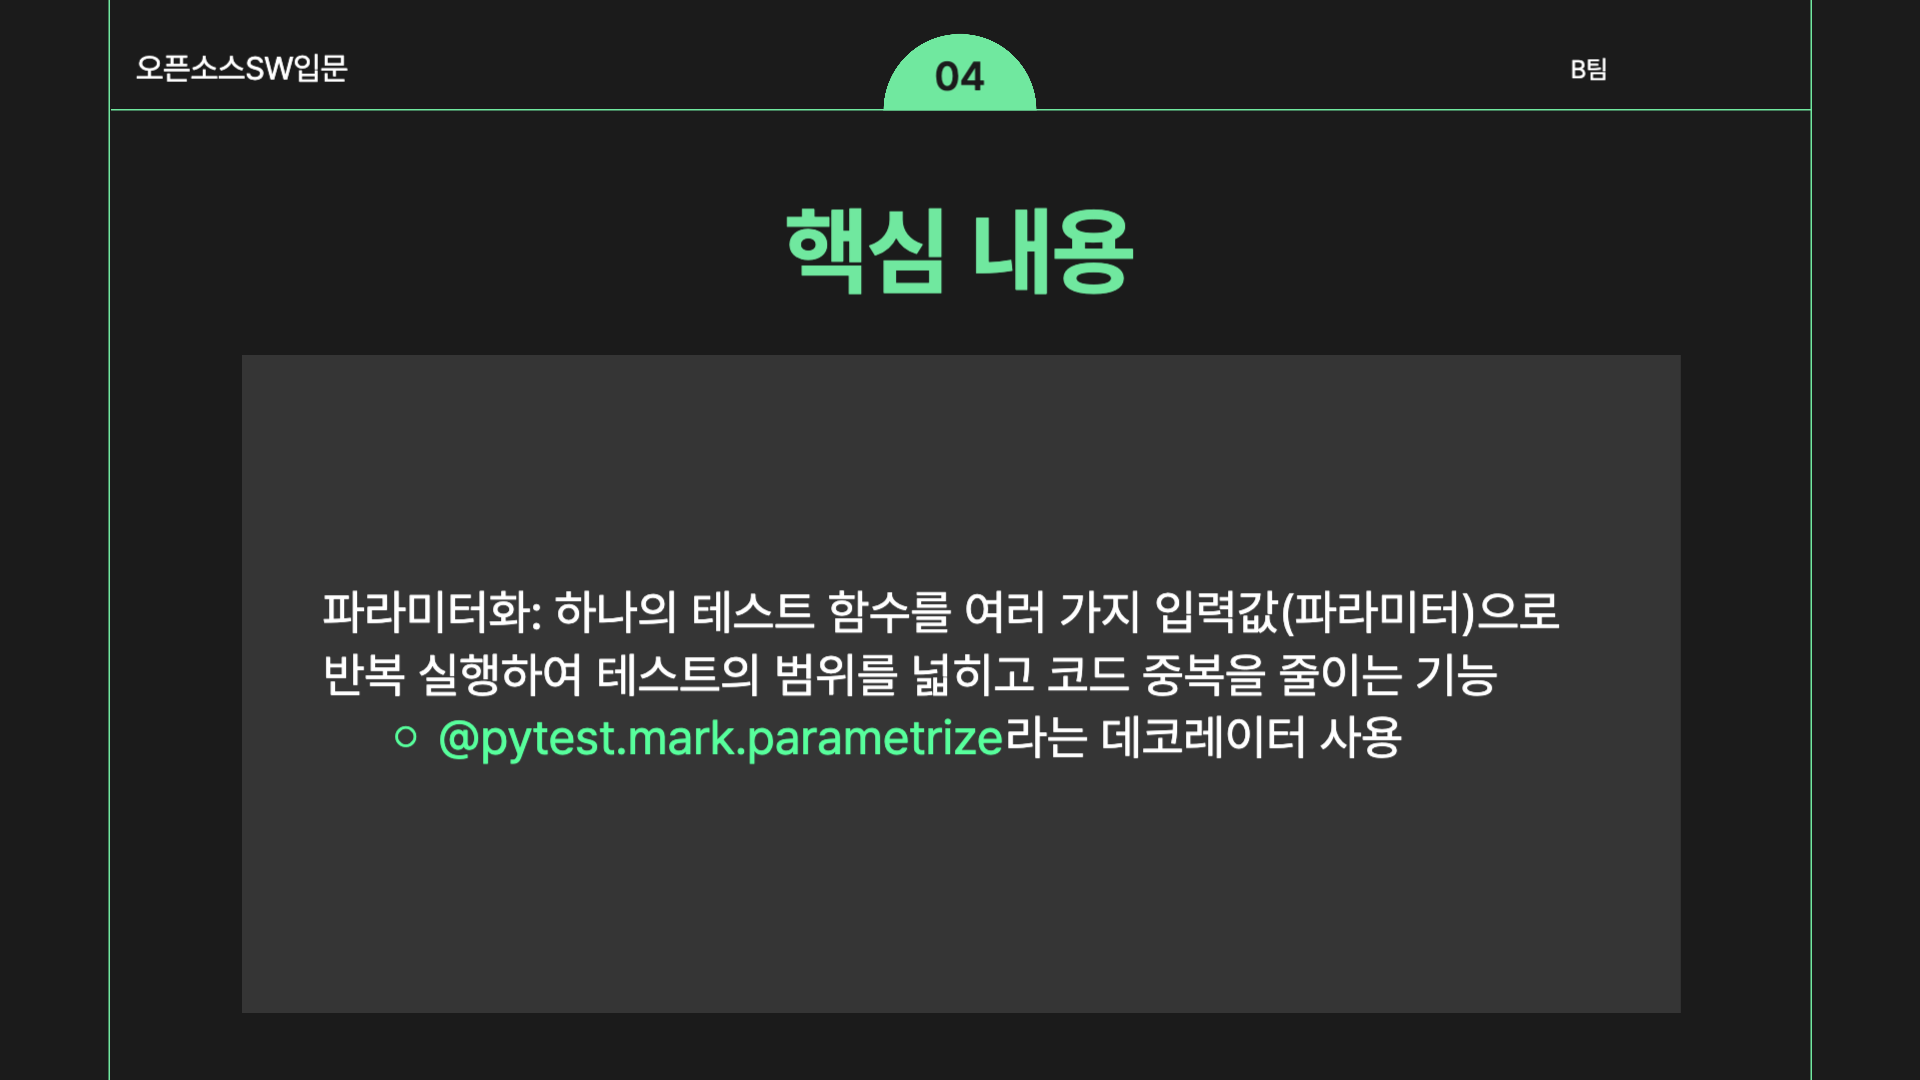 오픈소스SW입문
04
B팀
핵심 내용
파라미터화: 하나의 테스트 함수를 여러 가지 입력값(파라미터)으로
반복 실행하여 테스트의 범위를 넓히고 코드 중복을 줄이는 기능
@pytest.mark.parametrize라는 데코레이터 사용